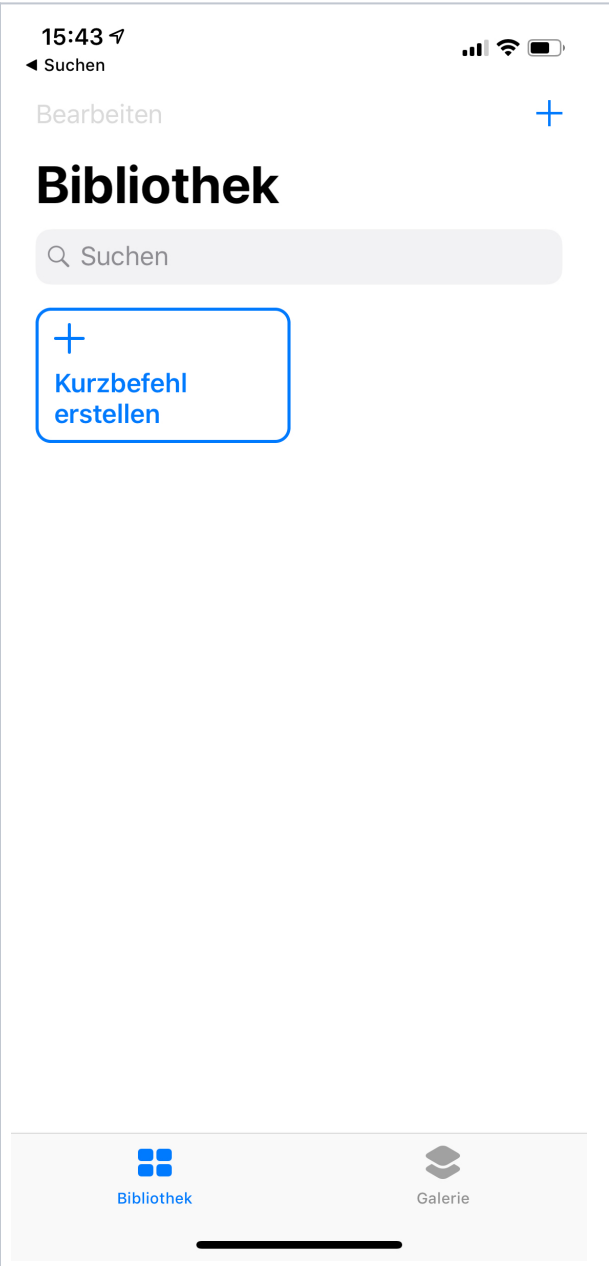 15:43
◀ Suchen
Bearbeiten
Bibliothek
Suchen
Kurzbefehl
erstellen
Bibliothek
Galerie